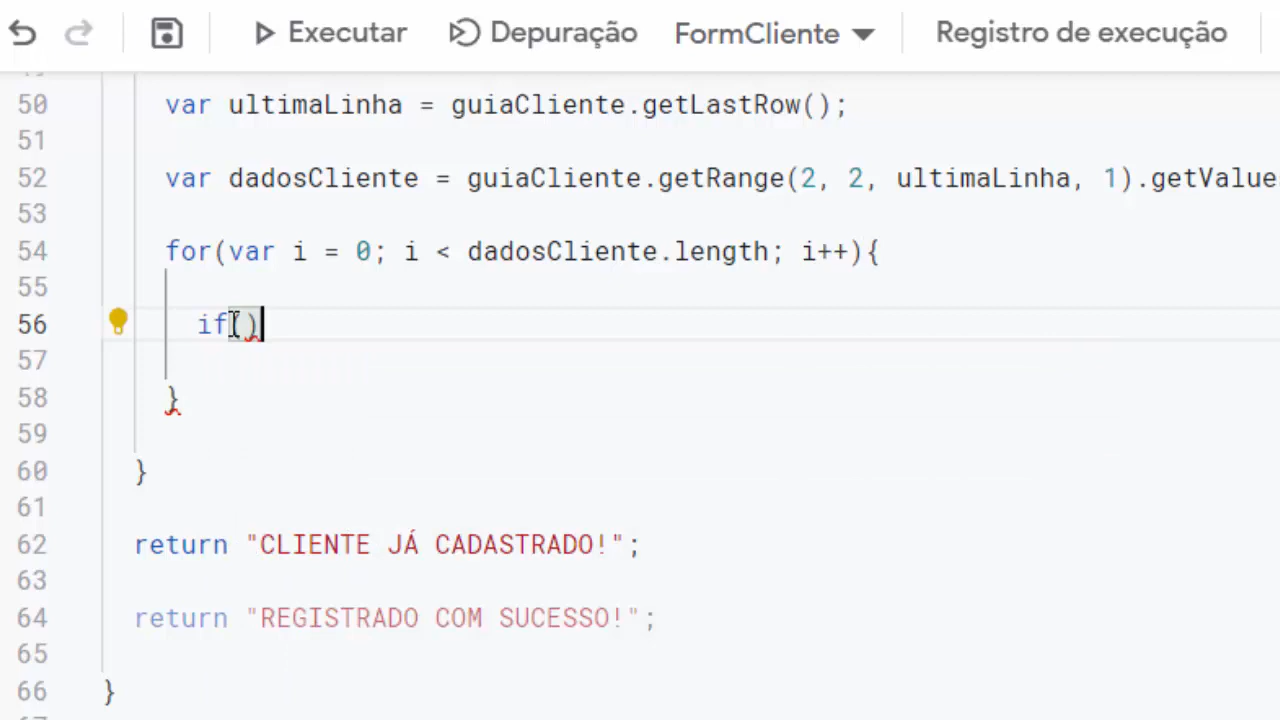 Executar Depuração FormCliente Registro de execução
50 var ultimaLinha = guiaCliente.getLastRow();
51
52 var dadosCliente = guiaCliente.getRange(2, 2, ultimaLinha, 1).getValue
53
54 for(var i = 0; i < dadosCliente.length; i++){
55
56 if()
57
58 }
59
60 }
61
62 return "CLIENTE JÁ CADASTRADO!";
63
64 return "REGISTRADO COM SUCESSO!";
65
66 }